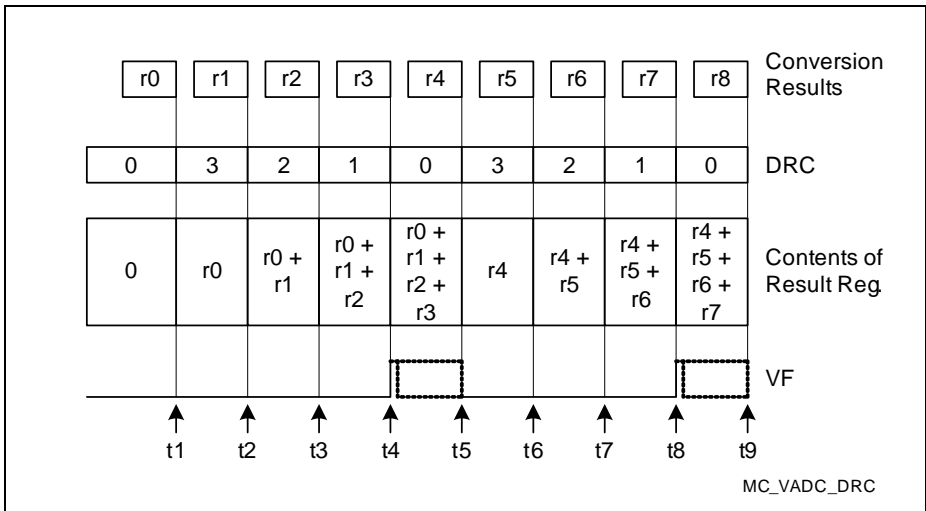 r0 r1 r2 r3 r4 r5 r6 r7 r8
Conversion
Results
0 3 2 1 0 3 2 1 0
DRC
0
r0
r0 +
r1
r0 +
r1 +
r2
r0 +
r1 +
r2 +
r3
r4
r4 +
r5
r4 +
r5 +
r6
r4 +
r5 +
r6 +
r7
Contents of
Result Reg.
VF
t1 t2 t3 t4 t5 t6 t7 t8 t9
MC_VADC_DRC